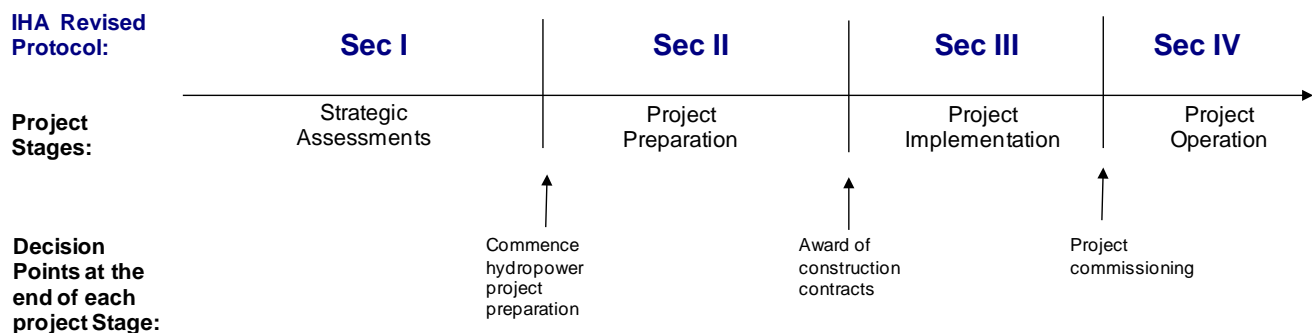 IHA Revised
Protocol:
Sec I
Sec II
Sec III
Sec IV
Project
Stages:
Strategic
Assessments
Project
Preparation
Project
Implementation
Project
Operation
Decision
Points at the
end of each
project Stage:
Commence
hydropower
project
preparation
Award of
construction
contracts
Project
commissioning